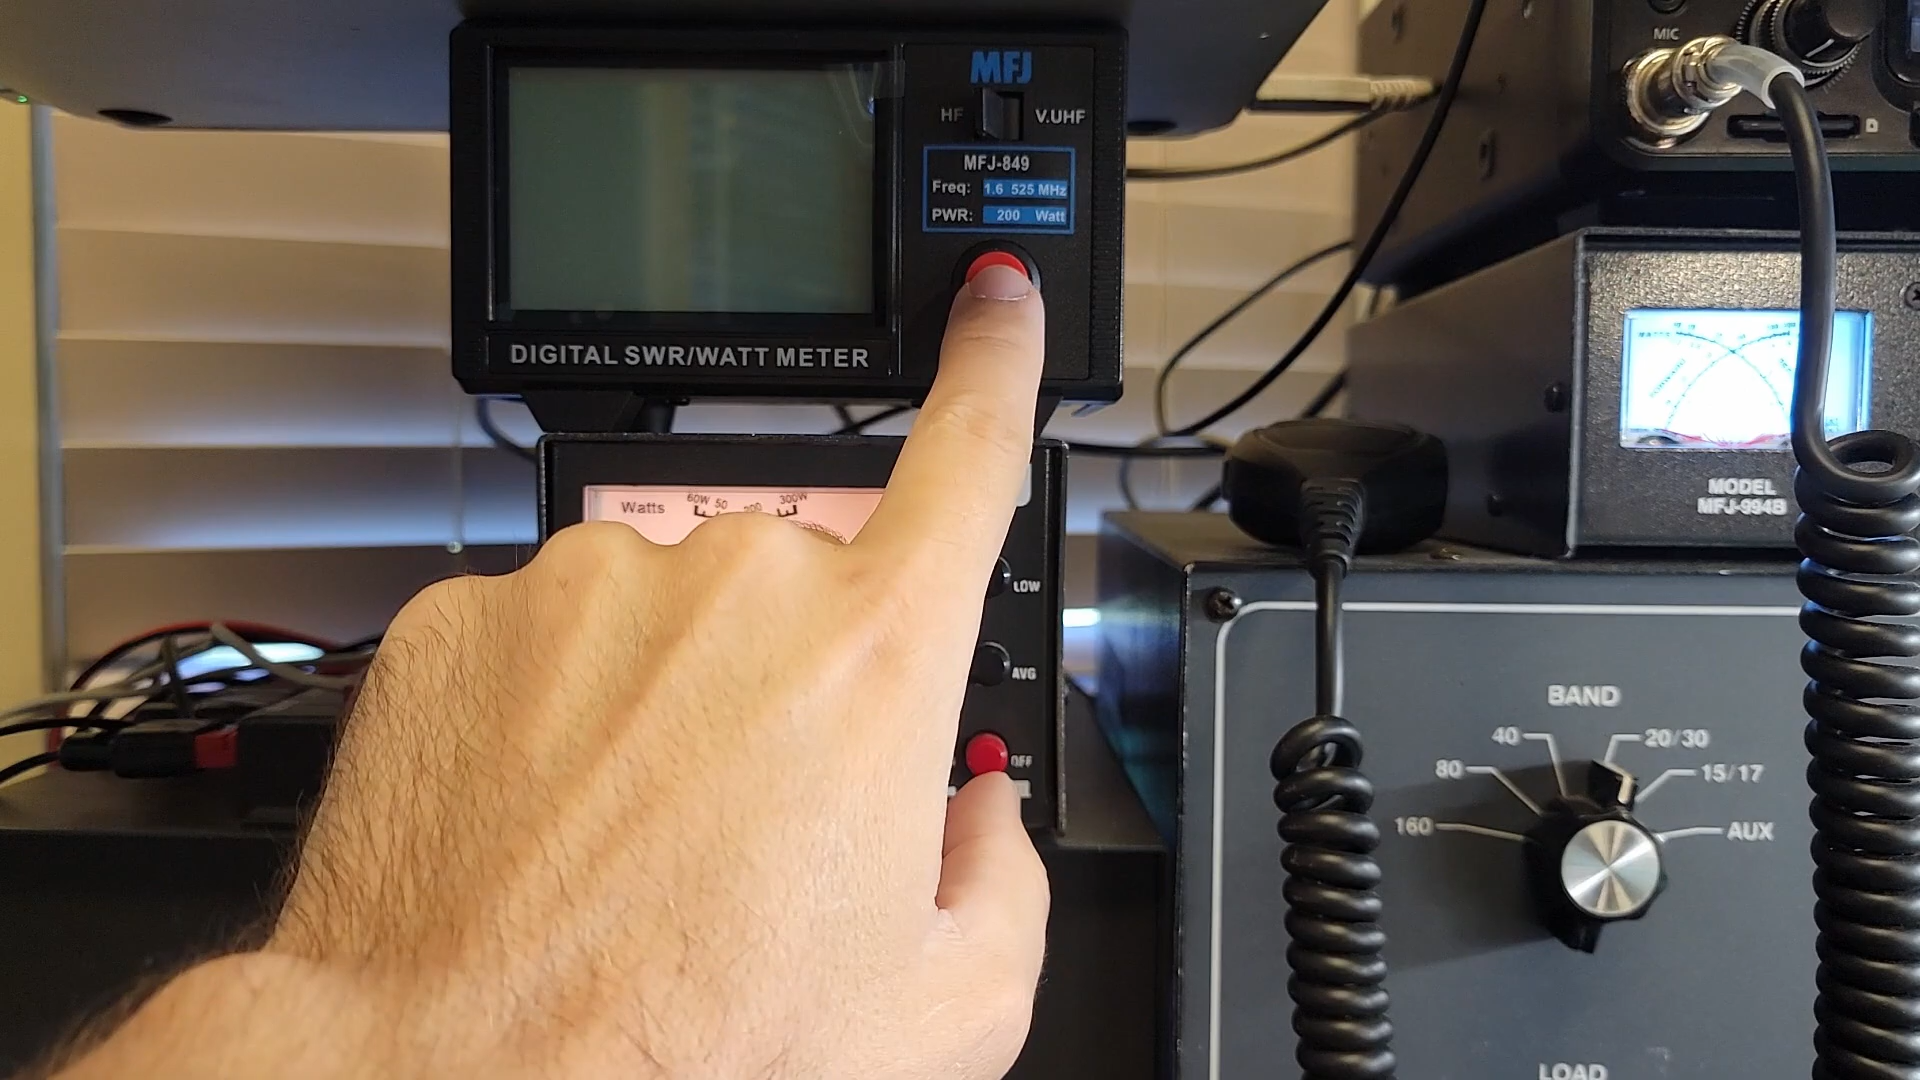 MFJ
HF
V.UHF
MFJ-849
Freq: 1.6 525 MHz
PWR: 200 Watt
DIGITAL SWR/WATT METER
MIC
Watts
60W 50
200
300W
LOW
AVG
OFF
MODEL
MFJ-994B
BAND
40
20/30
80
15/17
160
AUX
LOAD